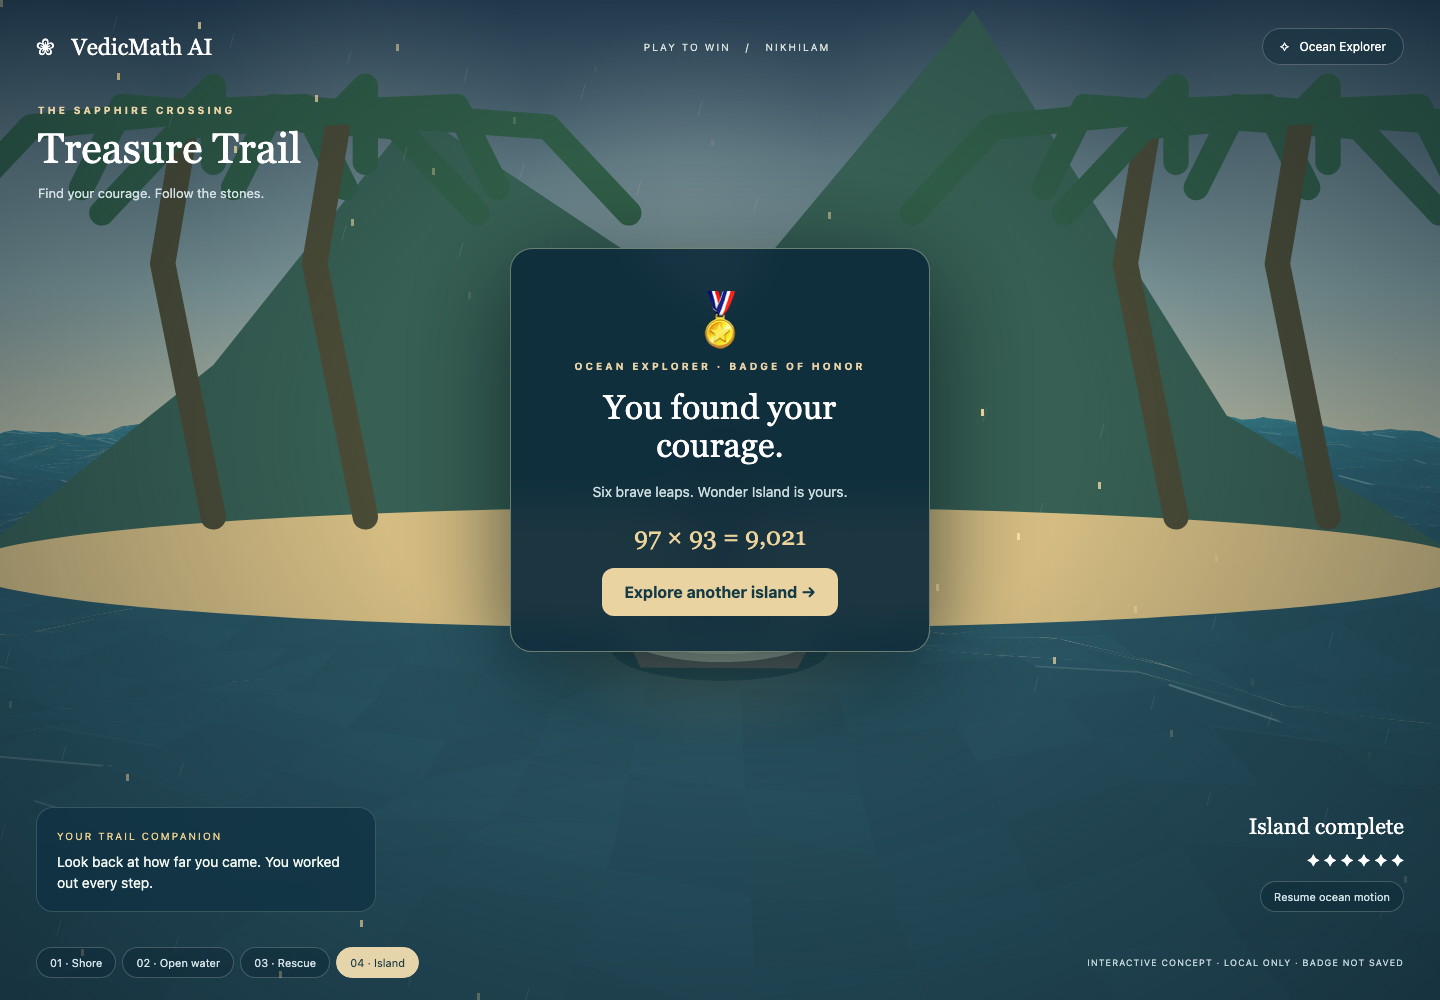 VedicMath AI
PLAY TO WIN / NIKHILAM
Ocean Explorer
THE SAPPHIRE CROSSING
Treasure Trail
Find your courage. Follow the stones.
OCEAN EXPLORER · BADGE OF HONOR
You found your
courage.
Six brave leaps. Wonder Island is yours.
97 × 93 = 9,021
Explore another island →
YOUR TRAIL COMPANION
Look back at how far you came. You worked
out every step.
Island complete
Resume ocean motion
01 · Shore
02 · Open water
03 · Rescue
04 · Island
INTERACTIVE CONCEPT · LOCAL ONLY · BADGE NOT SAVED